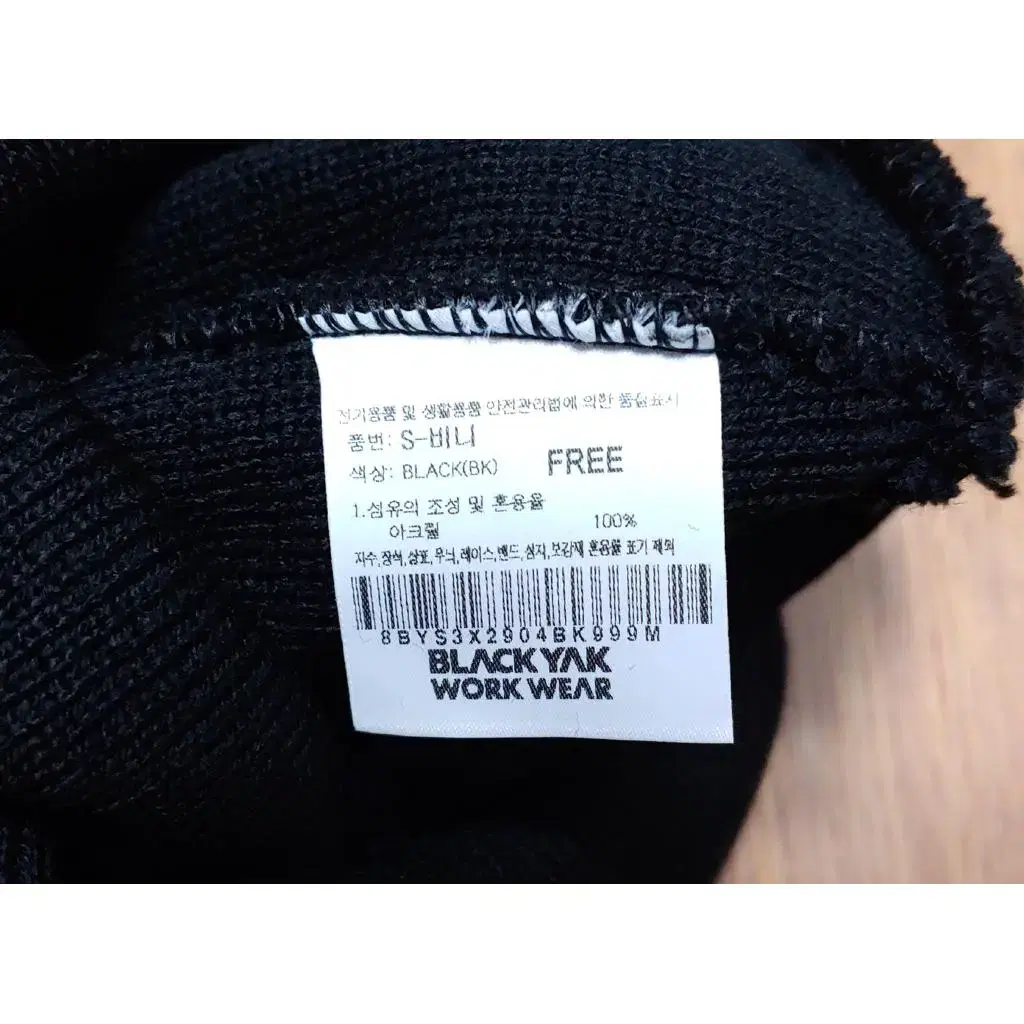 전기용품 및 생활용품 안전관리법에 의한 품질표시
품번: S-비니
색상: BLACK(BK) FREE
1.섬유의 조성 및 혼용율
아크릴 100%
자수,장식,상표,무늬,레이스,밴드,심지,보강재 혼용률 표기 제외
8BYS3X2904BK999M
BLACKYAK
WORK WEAR